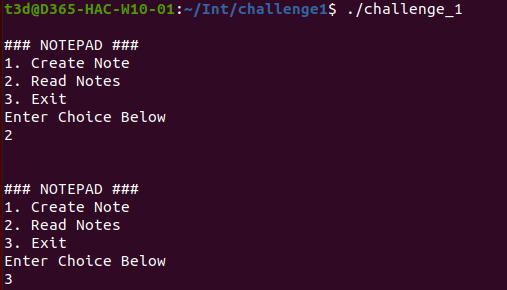 t3d@D365-HAC-W10-01:~/Int/challenge1$ ./challenge_1
### NOTEPAD ###
1. Create Note
2. Read Notes
3. Exit
Enter Choice Below
2
### NOTEPAD ###
1. Create Note
2. Read Notes
3. Exit
Enter Choice Below
3